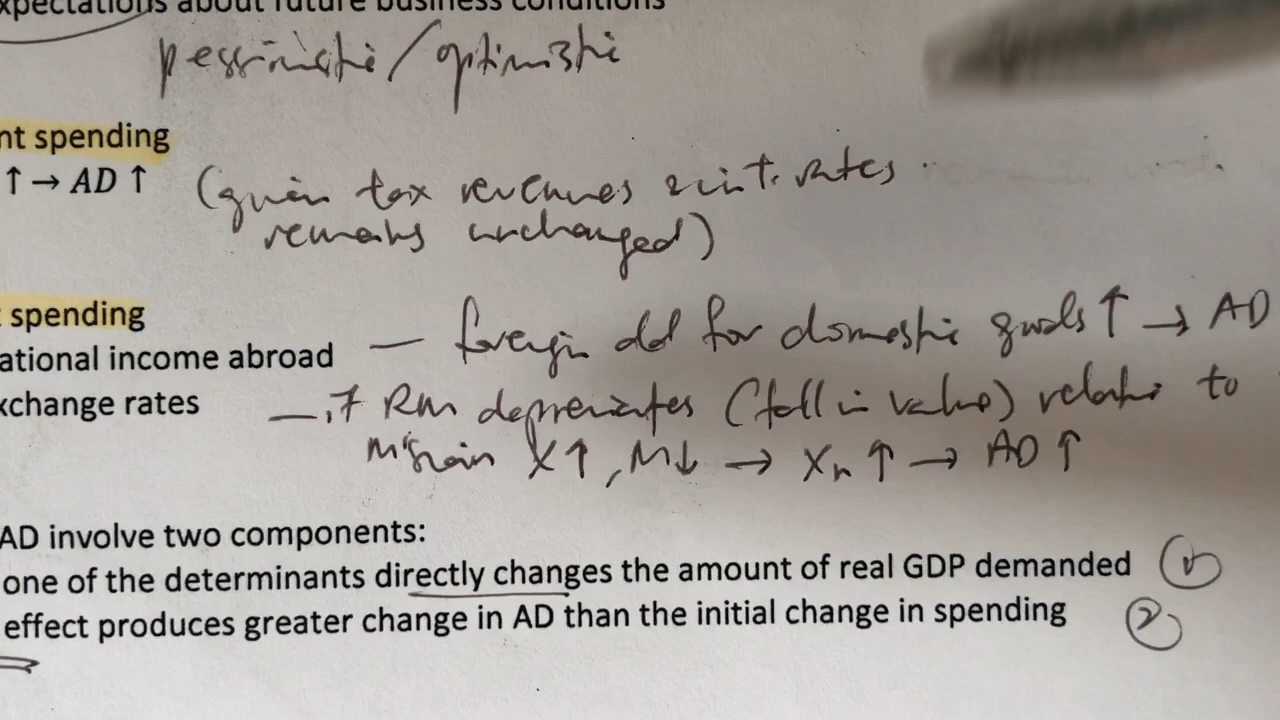 xpectations about future business conditions
pessimistic/optimistic
nt spending
↑ → AD ↑ (given tax revenues & int. rates
remains unchanged)
spending
ational income abroad — foreign dd for domestic goods ↑ → AD
xchange rates — if RM depreciates (fall in value) relative to
X↑, M↓ → Xn ↑ → AD ↑
AD involve two components:
one of the determinants directly changes the amount of real GDP demanded ①
effect produces greater change in AD than the initial change in spending ②